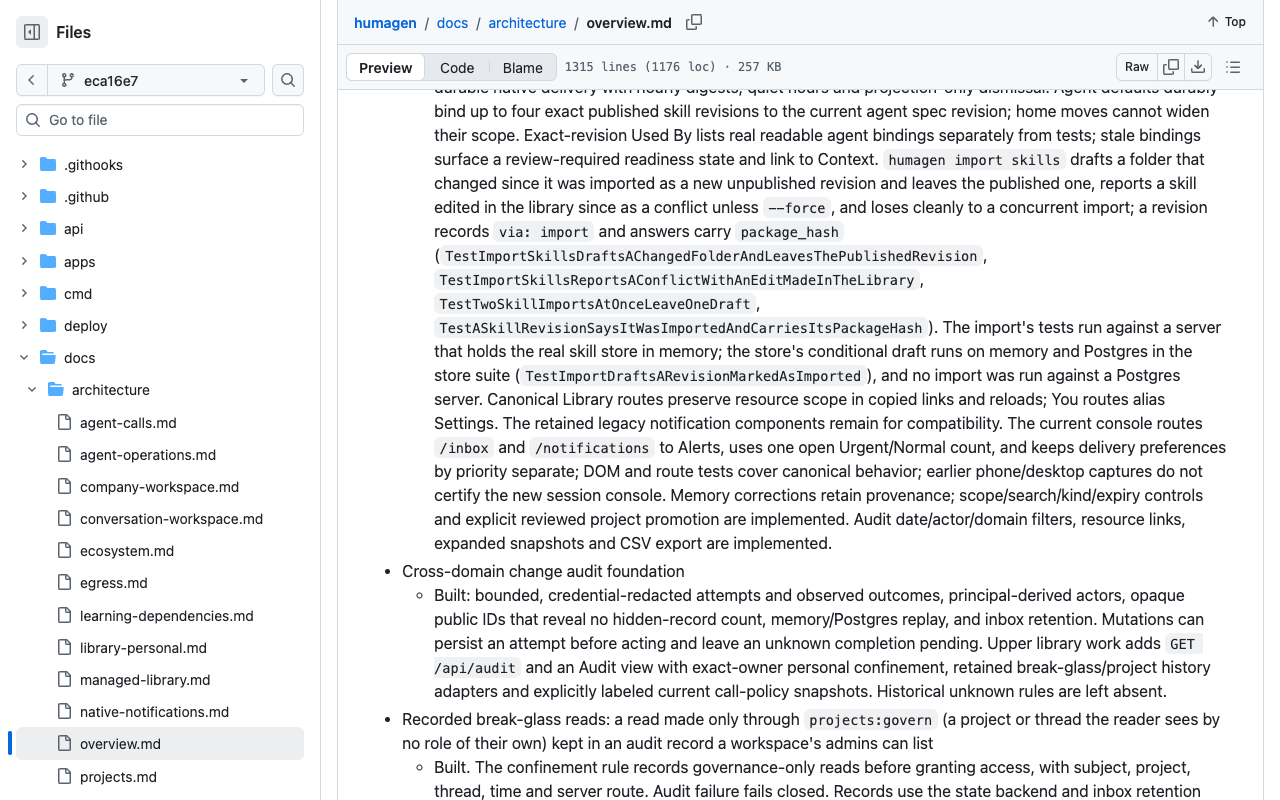 Files
humagen / docs / architecture / overview.md
Top
eca16e7
Preview
Code
Blame
1315 lines (1176 loc) · 257 KB
Raw
Go to file
.githooks
.github
api
apps
cmd
deploy
docs
architecture
agent-calls.md
agent-operations.md
company-workspace.md
conversation-workspace.md
ecosystem.md
egress.md
learning-dependencies.md
library-personal.md
managed-library.md
native-notifications.md
overview.md
projects.md
durable native delivery with hourly digests, quiet hours and projection-only dismissal. Agent defaults durably
bind up to four exact published skill revisions to the current agent spec revision; home moves cannot widen
their scope. Exact-revision Used By lists real readable agent bindings separately from tests; stale bindings
surface a review-required readiness state and link to Context. humagen import skills drafts a folder that
changed since it was imported as a new unpublished revision and leaves the published one, reports a skill
edited in the library since as a conflict unless --force, and loses cleanly to a concurrent import; a revision
records via: import and answers carry package_hash
(TestImportSkillsDraftsAChangedFolderAndLeavesThePublishedRevision,
TestImportSkillsReportsAConflictWithAnEditMadeInTheLibrary,
TestTwoSkillImportsAtOnceLeaveOneDraft,
TestASkillRevisionSaysItWasImportedAndCarriesItsPackageHash). The import's tests run against a server
that holds the real skill store in memory; the store's conditional draft runs on memory and Postgres in the
store suite (TestImportDraftsARevisionMarkedAsImported), and no import was run against a Postgres
server. Canonical Library routes preserve resource scope in copied links and reloads; You routes alias
Settings. The retained legacy notification components remain for compatibility. The current console routes
/inbox and /notifications to Alerts, uses one open Urgent/Normal count, and keeps delivery preferences
by priority separate; DOM and route tests cover canonical behavior; earlier phone/desktop captures do not
certify the new session console. Memory corrections retain provenance; scope/search/kind/expiry controls
and explicit reviewed project promotion are implemented. Audit date/actor/domain filters, resource links,
expanded snapshots and CSV export are implemented.
• Cross-domain change audit foundation
◦ Built: bounded, credential-redacted attempts and observed outcomes, principal-derived actors, opaque
public IDs that reveal no hidden-record count, memory/Postgres replay, and inbox retention. Mutations can
persist an attempt before acting and leave an unknown completion pending. Upper library work adds GET
/api/audit and an Audit view with exact-owner personal confinement, retained break-glass/project history
adapters and explicitly labeled current call-policy snapshots. Historical unknown rules are left absent.
• Recorded break-glass reads: a read made only through projects:govern (a project or thread the reader sees by
no role of their own) kept in an audit record a workspace's admins can list
◦ Built. The confinement rule records governance-only reads before granting access, with subject, project,
thread, time and server route. Audit failure fails closed. Records use the state backend and inbox retention